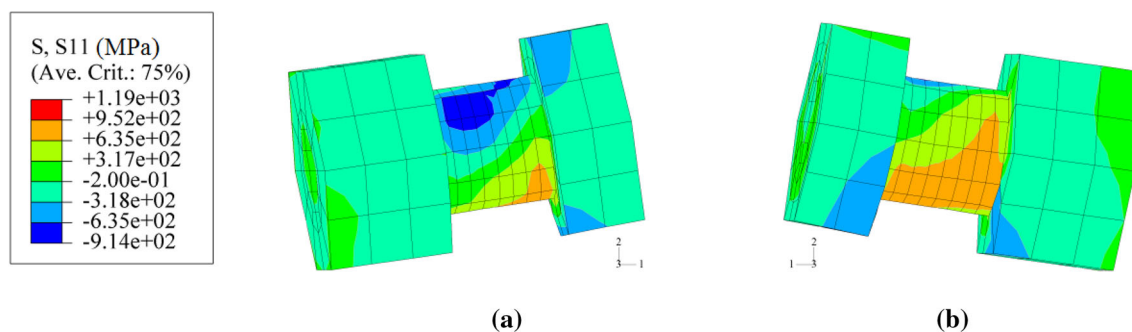 S, S11 (MPa)
(Ave. Crit.: 75%)
+1.19e+03
+9.52e+02
+6.35e+02
+3.17e+02
-2.00e-01
-3.18e+02
-6.35e+02
-9.14e+02
2
3 1
2
1 3
(a)
(b)